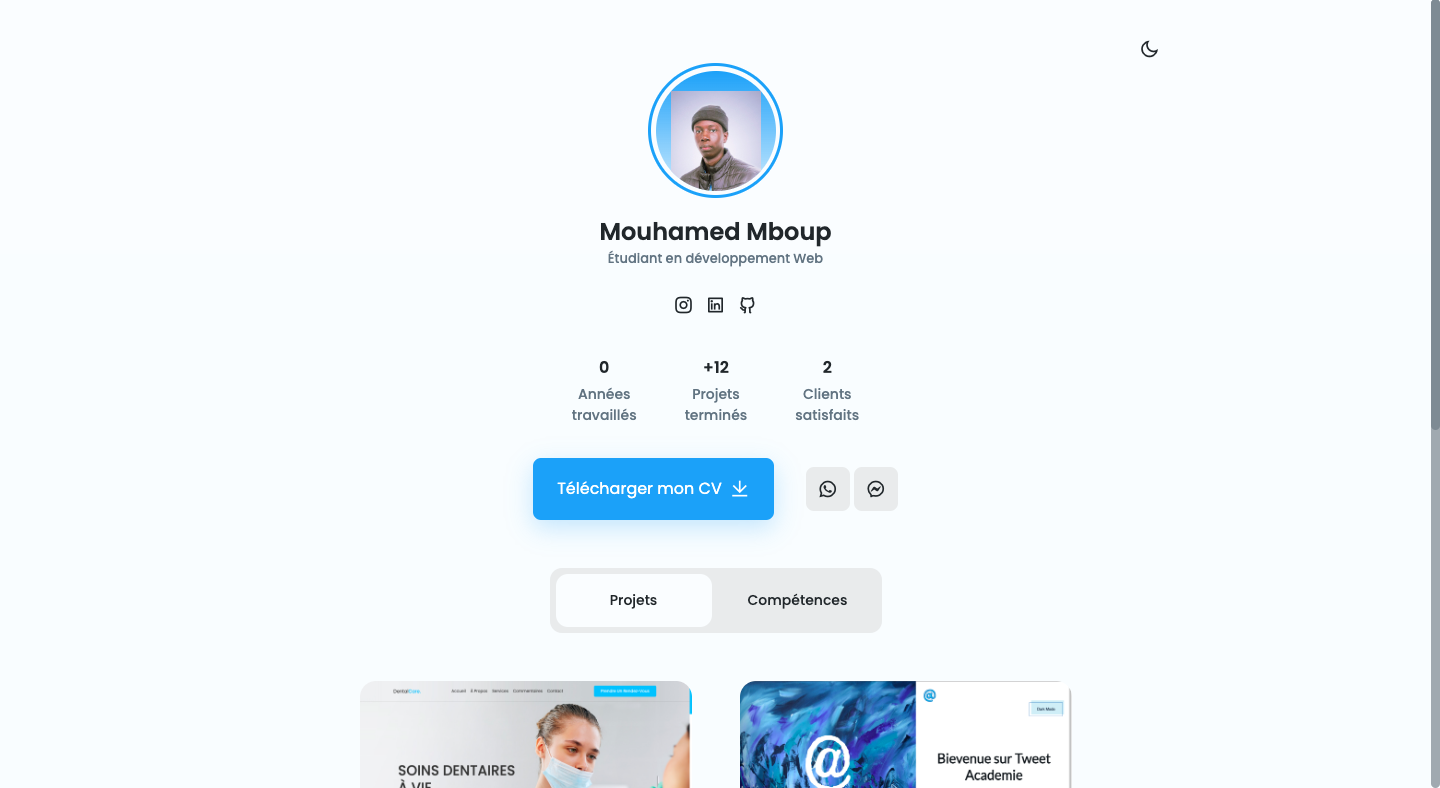 Mouhamed Mboup
Étudiant en développement Web
0
Années
travaillés
+12
Projets
terminés
2
Clients
satisfaits
Télécharger mon CV
Projets
Compétences
DentalCare.
Accueil À Propos Services Commentaires Contact
Prendre Un Rendez-Vous
SOINS DENTAIRES
À VIE
@
@
Dark Mode
Bievenue sur Tweet
Academie